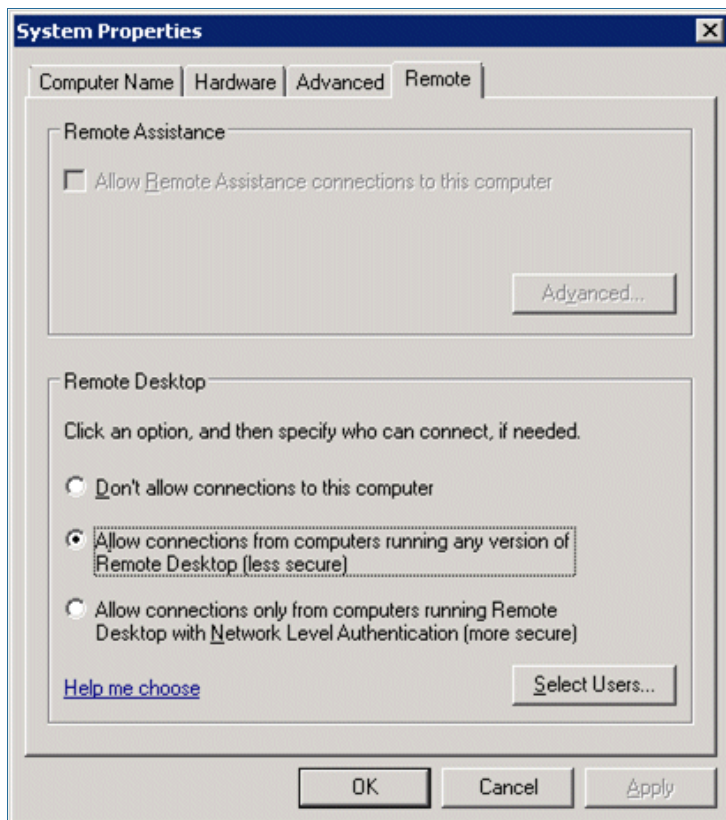 System Properties
Computer Name
Hardware
Advanced
Remote
Remote Assistance
Allow Remote Assistance connections to this computer
Advanced...
Remote Desktop
Click an option, and then specify who can connect, if needed.
Don't allow connections to this computer
Allow connections from computers running any version of
Remote Desktop (less secure)
Allow connections only from computers running Remote
Desktop with Network Level Authentication (more secure)
Help me choose
Select Users...
OK
Cancel
Apply